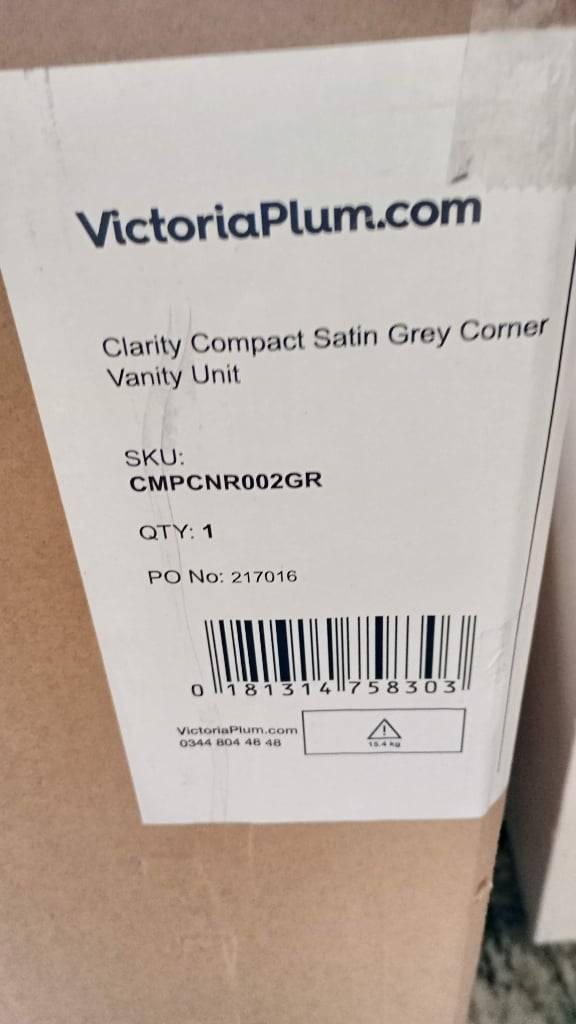 VictoriaPlum.com
Clarity Compact Satin Grey Corner
Vanity Unit
SKU:
CMPCNR002GR
QTY: 1
PO No: 217016
0 181314 758303
VictoriaPlum.com
0344 804 48 48
15.4 kg